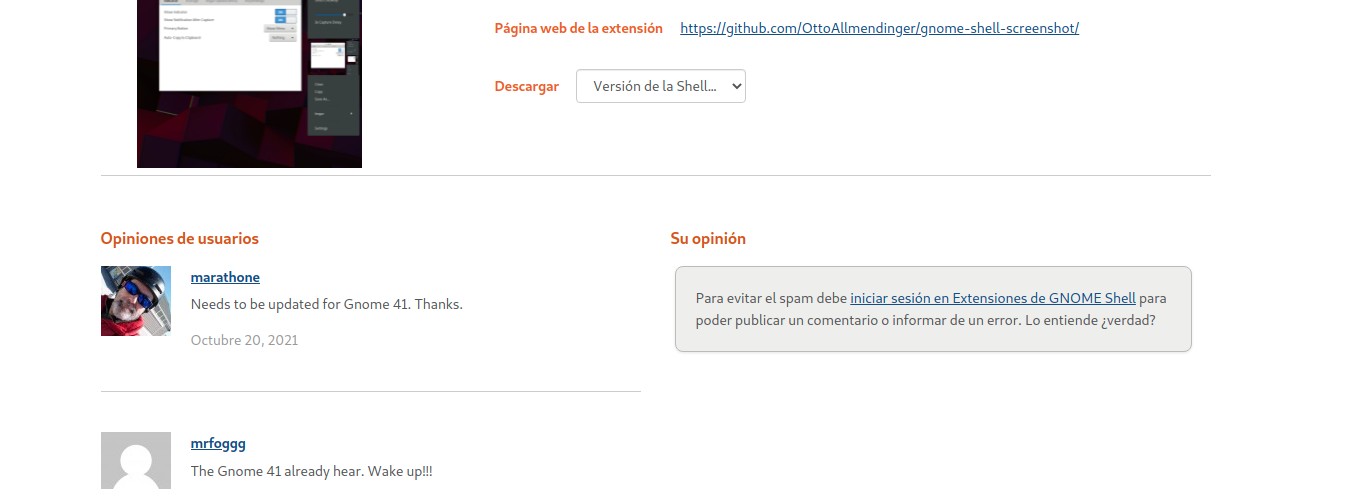 Página web de la extensión https://github.com/OttoAllmendinger/gnome-shell-screenshot/
Descargar Versión de la Shell...
Opiniones de usuarios
marathone
Needs to be updated for Gnome 41. Thanks.
Octubre 20, 2021
mrfoggg
The Gnome 41 already hear. Wake up!!!
Su opinión
Para evitar el spam debe iniciar sesión en Extensiones de GNOME Shell para
poder publicar un comentario o informar de un error. Lo entiende ¿verdad?